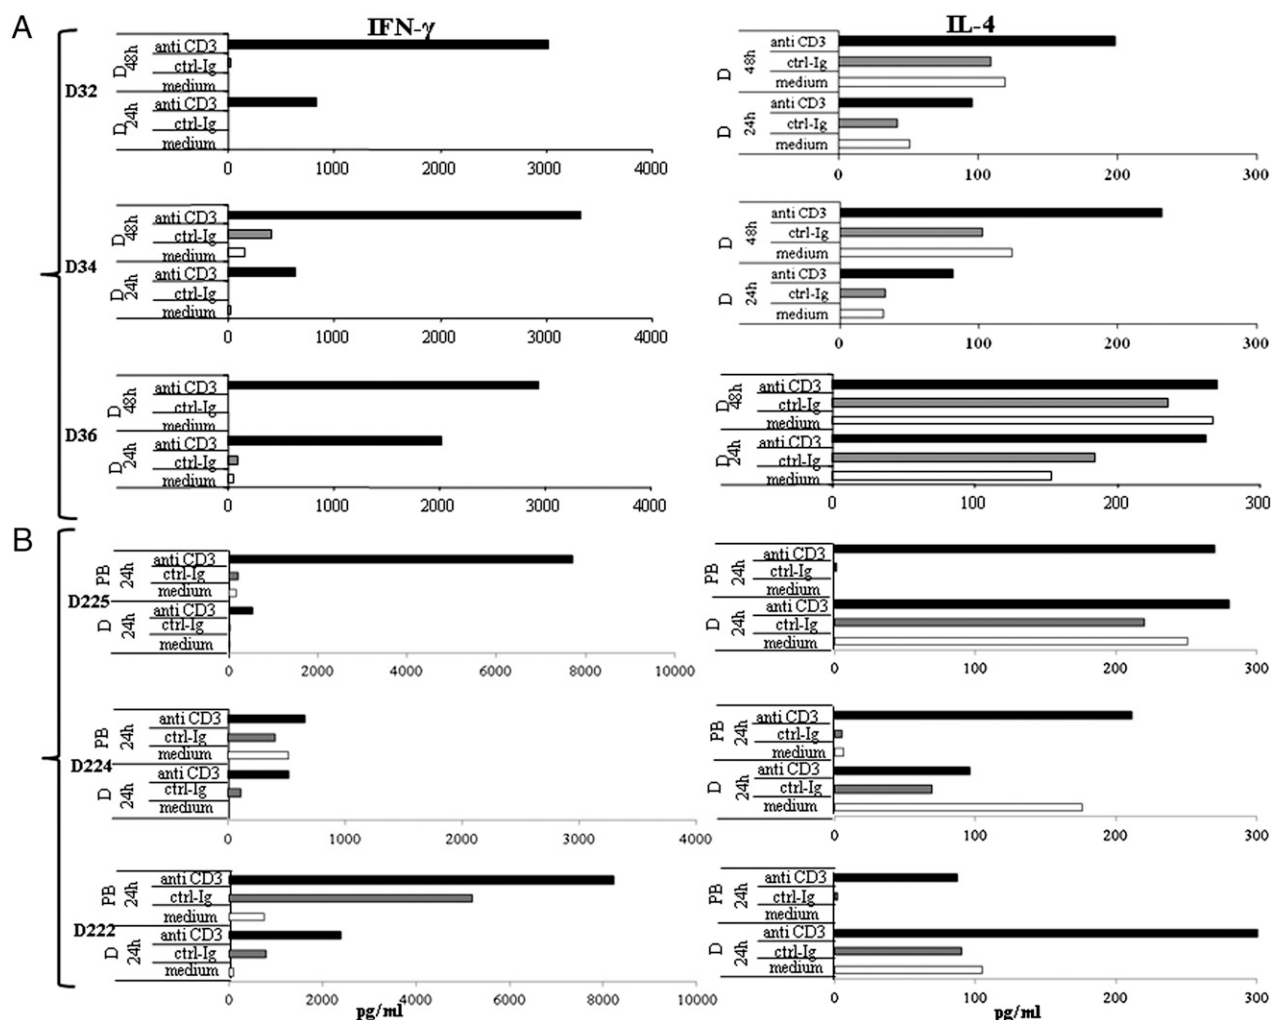 A
IFN-γ
IL-4
D32
D 48h
anti CD3
ctrl-Ig
medium
D 24h
anti CD3
ctrl-Ig
medium
0 1000 2000 3000 4000
D 48h
anti CD3
ctrl-Ig
medium
D 24h
anti CD3
ctrl-Ig
medium
0 100 200 300
D34
D 48h
anti CD3
ctrl-Ig
medium
D 24h
anti CD3
ctrl-Ig
medium
0 1000 2000 3000 4000
D 48h
anti CD3
ctrl-Ig
medium
D 24h
anti CD3
ctrl-Ig
medium
0 100 200 300
D36
D 48h
anti CD3
ctrl-Ig
medium
D 24h
anti CD3
ctrl-Ig
medium
0 1000 2000 3000 4000
D 48h
anti CD3
ctrl-Ig
medium
D 24h
anti CD3
ctrl-Ig
medium
0 100 200 300
B
D225
PB 24h
anti CD3
ctrl-Ig
medium
D 24h
anti CD3
ctrl-Ig
medium
0 2000 4000 6000 8000 10000
PB 24h
anti CD3
ctrl-Ig
medium
D 24h
anti CD3
ctrl-Ig
medium
0 100 200 300
D224
PB 24h
anti CD3
ctrl-Ig
medium
D 24h
anti CD3
ctrl-Ig
medium
0 1000 2000 3000 4000
PB 24h
anti CD3
ctrl-Ig
medium
D 24h
anti CD3
ctrl-Ig
medium
0 100 200 300
D222
PB 24h
anti CD3
ctrl-Ig
medium
D 24h
anti CD3
ctrl-Ig
medium
0 2000 4000 6000 8000 10000
pg/ml
PB 24h
anti CD3
ctrl-Ig
medium
D 24h
anti CD3
ctrl-Ig
medium
0 100 200 300
pg/ml